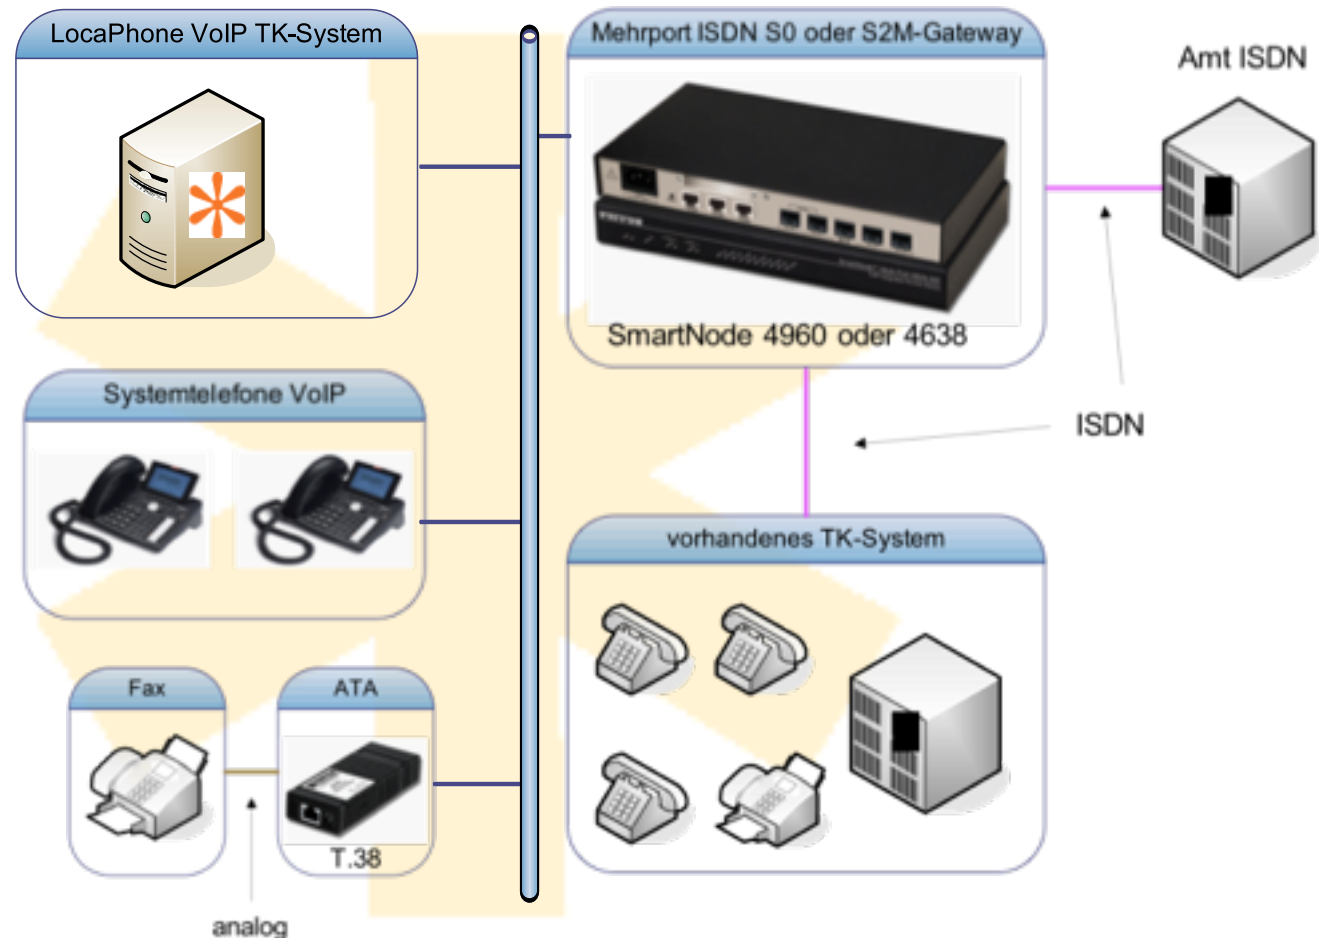 LocaPhone VoIP TK-System
Mehrport ISDN S0 oder S2M-Gateway
Amt ISDN
SmartNode 4960 oder 4638
Systemtelefone VoIP
ISDN
vorhandenes TK-System
Fax
ATA
T.38
analog